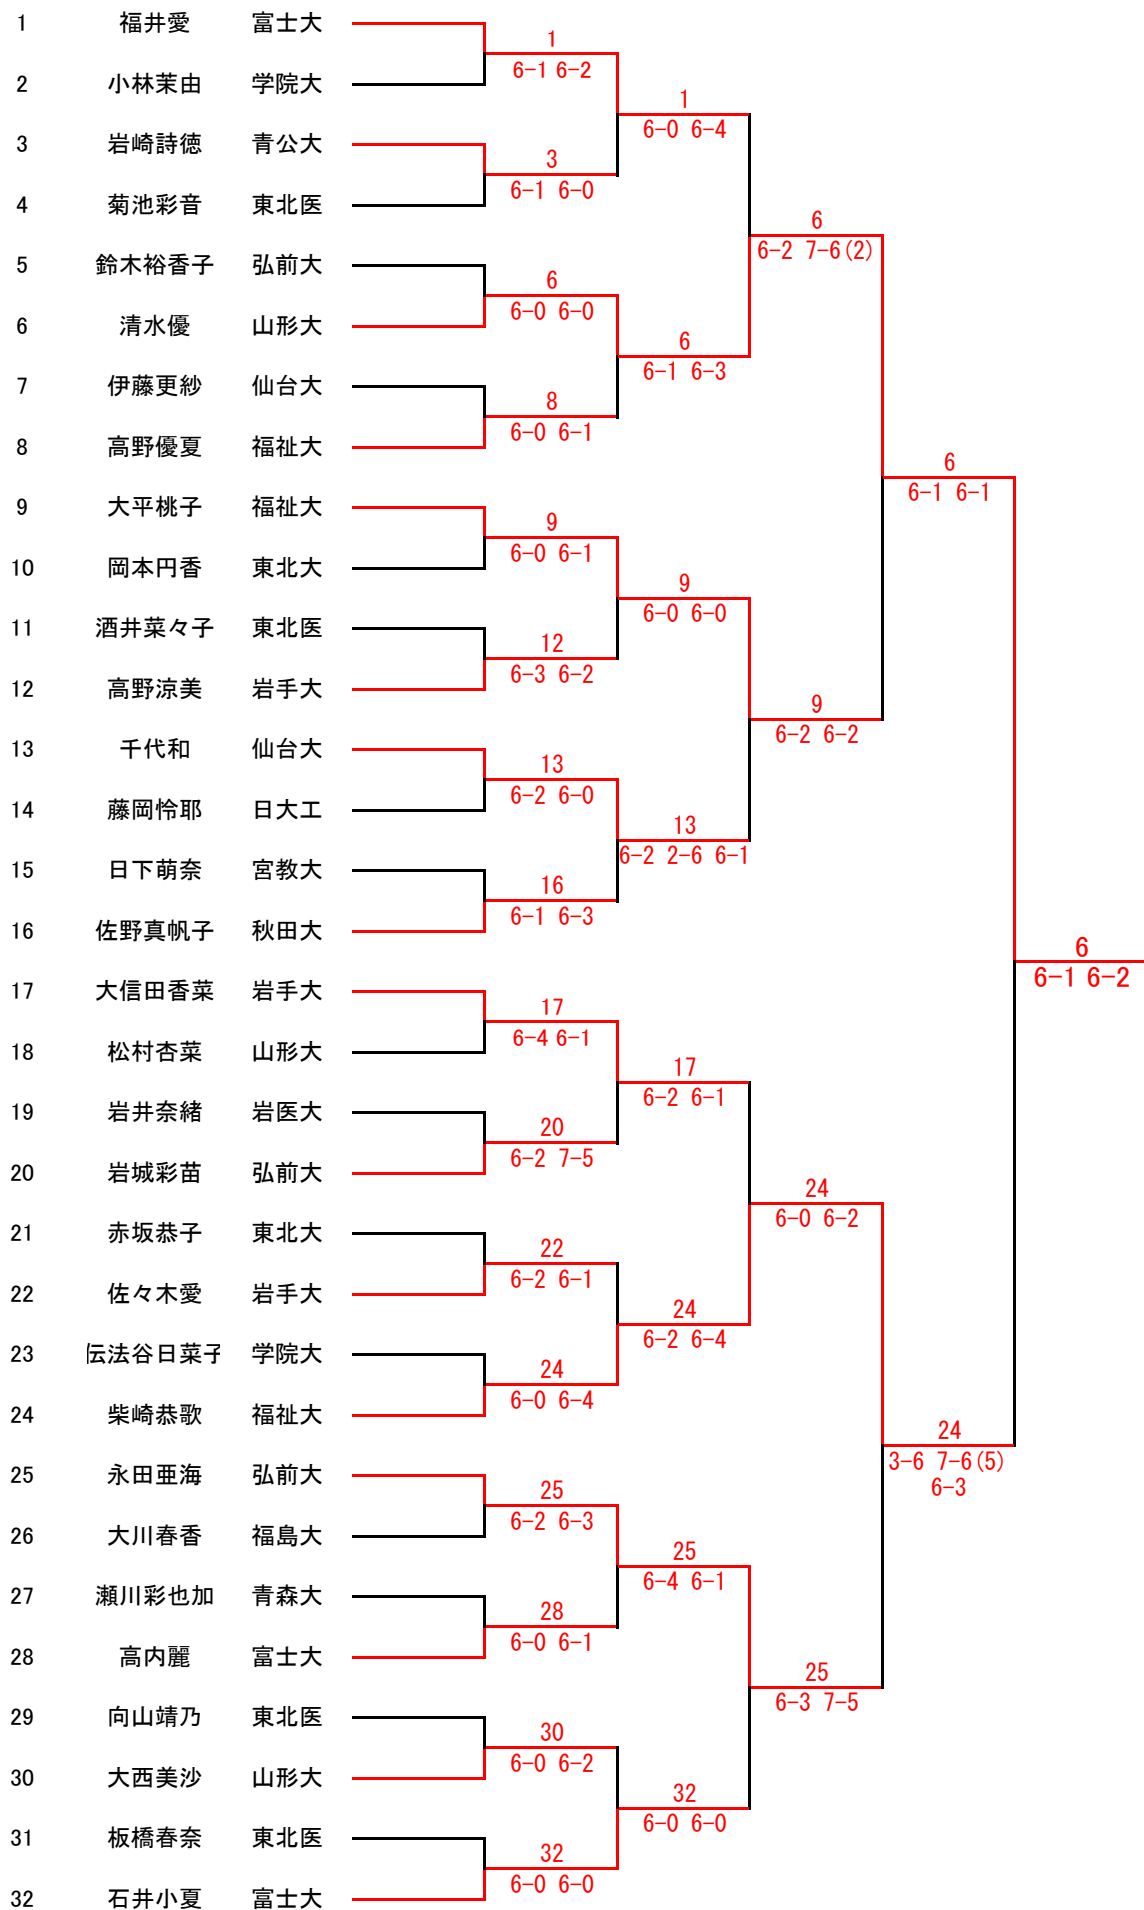 1 福井愛 富士大
1
6-1 6-2
2 小林茉由 学院大
1
6-0 6-4
3 岩崎詩徳 青公大
3
6-1 6-0
4 菊池彩音 東北医
6
6-2 7-6(2)
5 鈴木裕香子 弘前大
6
6-0 6-0
6 清水優 山形大
6
6-1 6-3
7 伊藤更紗 仙台大
8
6-0 6-1
8 高野優夏 福祉大
6
6-1 6-1
9 大平桃子 福祉大
9
6-0 6-1
10 岡本円香 東北大
9
6-0 6-0
11 酒井菜々子 東北医
12
6-3 6-2
12 高野涼美 岩手大
9
6-2 6-2
13 千代和 仙台大
13
6-2 6-0
14 藤岡怜耶 日大工
13
6-2 2-6 6-1
15 日下萌奈 宮教大
16
6-1 6-3
16 佐野真帆子 秋田大
6
6-1 6-2
17 大信田香菜 岩手大
17
6-4 6-1
18 松村杏菜 山形大
17
6-2 6-1
19 岩井奈緒 岩医大
20
6-2 7-5
20 岩城彩苗 弘前大
24
6-0 6-2
21 赤坂恭子 東北大
22
6-2 6-1
22 佐々木愛 岩手大
24
6-2 6-4
23 伝法谷日菜子 学院大
24
6-0 6-4
24 柴崎恭歌 福祉大
24
3-6 7-6(5)
6-3
25 永田亜海 弘前大
25
6-2 6-3
26 大川春香 福島大
25
6-4 6-1
27 瀬川彩也加 青森大
28
6-0 6-1
28 高内麗 富士大
25
6-3 7-5
29 向山靖乃 東北医
30
6-0 6-2
30 大西美沙 山形大
32
6-0 6-0
31 板橋春奈 東北医
32
6-0 6-0
32 石井小夏 富士大